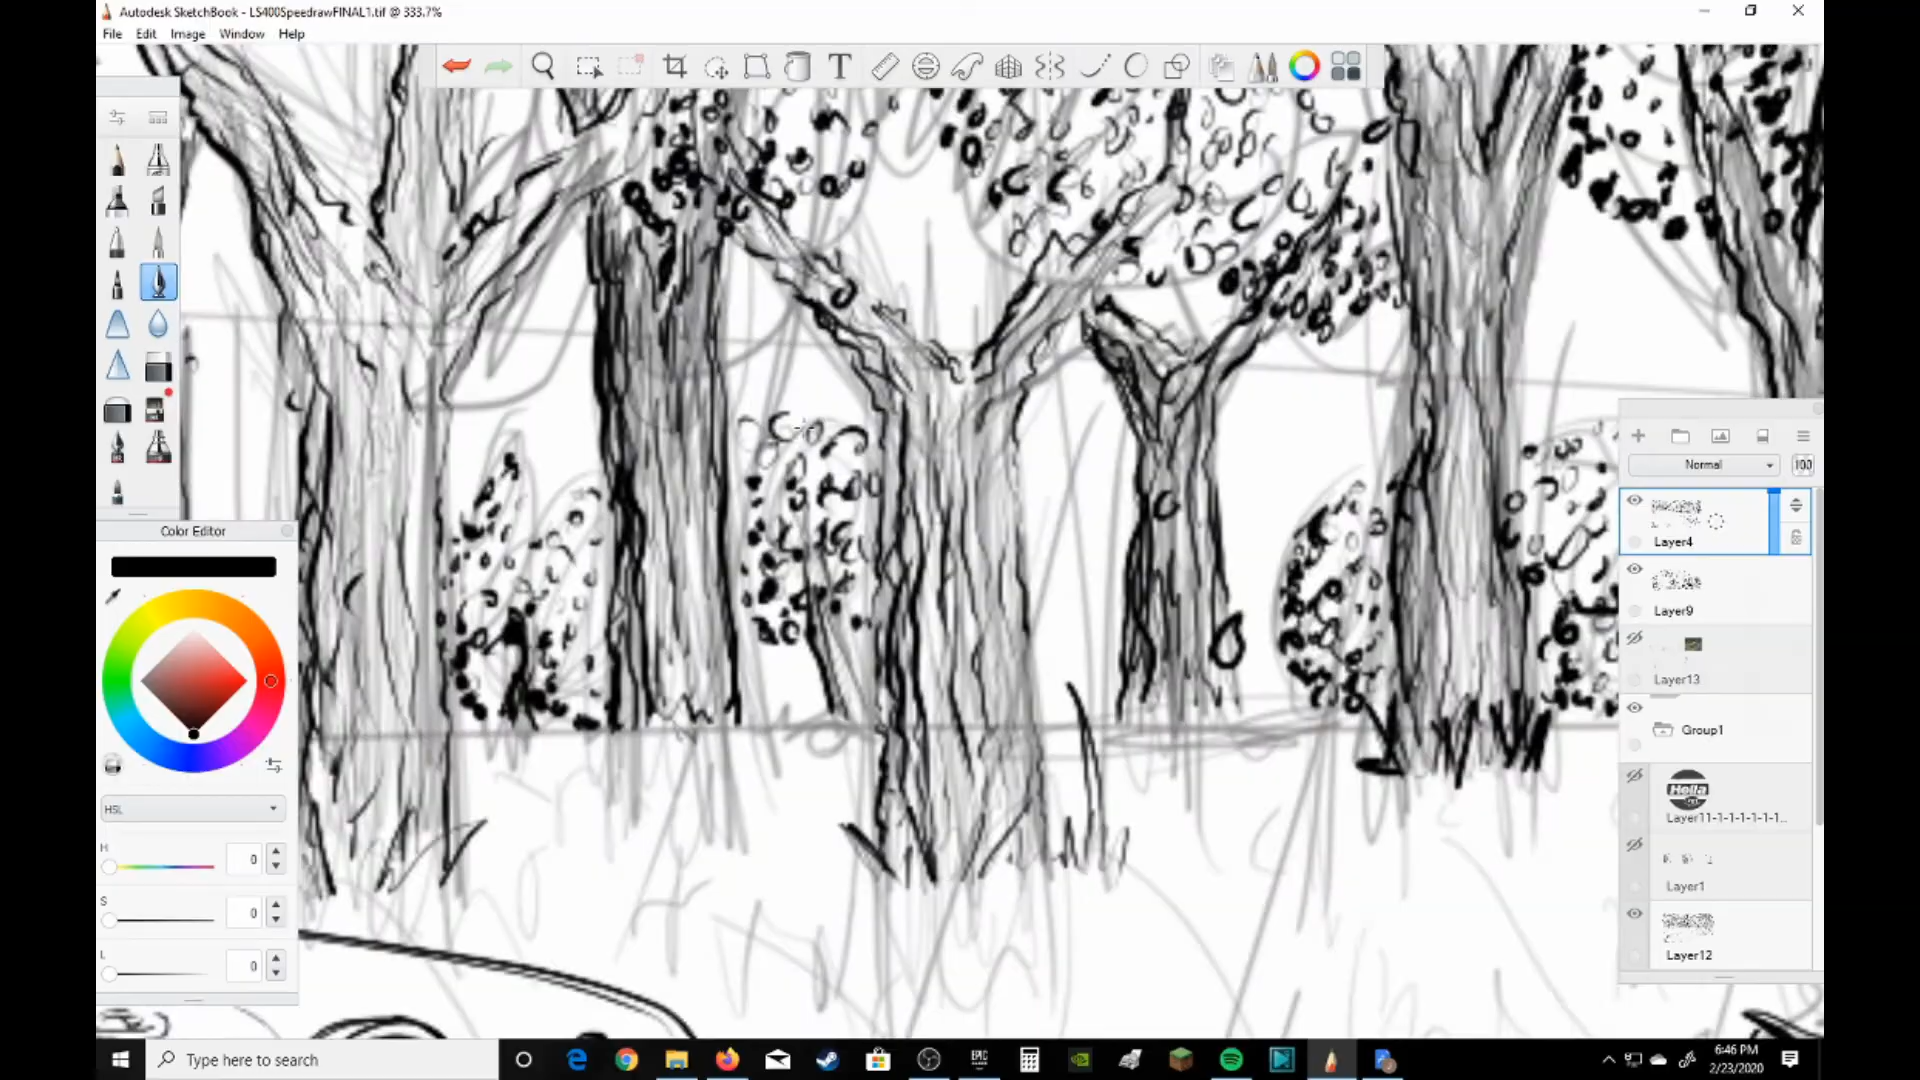 Autodesk SketchBook - LS400SpeedrawFINAL1.tif @ 333.7%
File Edit Image Window Help
T
Color Editor
HSL
H 0
S 0
L 0
Normal 100
Layer4
Layer9
Layer13
Group1
Hella
Layer11-1-1-1-1-1-1...
Layer1
Layer12
Type here to search
EPIC
6:46 PM
2/23/2020